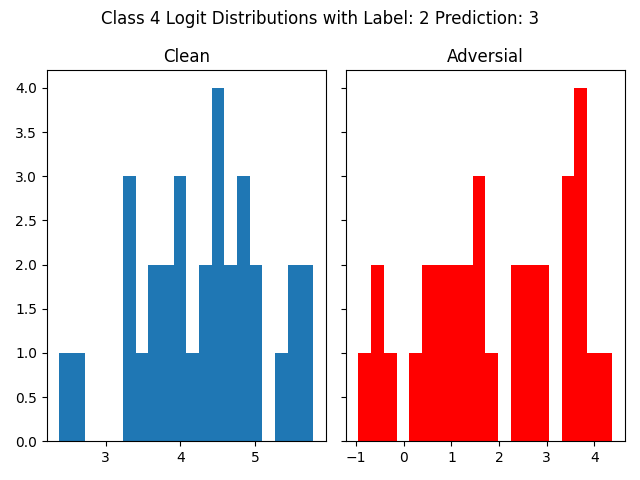 Class 4 Logit Distributions with Label: 2 Prediction: 3
Clean
Adversial
4.0
3.5
3.0
2.5
2.0
1.5
1.0
0.5
0.0
3 4 5
−1 0 1 2 3 4